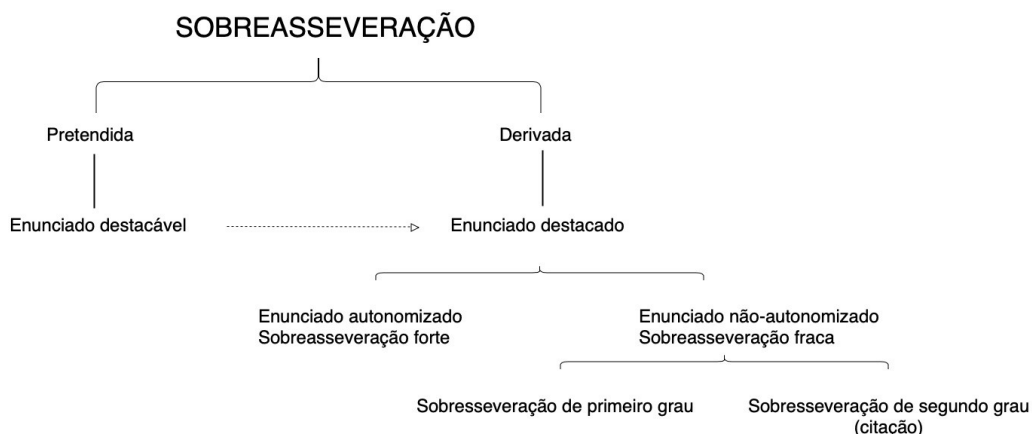 SOBREASSEVERAÇÃO
Pretendida
Derivada
Enunciado destacável
Enunciado destacado
Enunciado autonomizado
Sobreasseveração forte
Enunciado não-autonomizado
Sobreasseveração fraca
Sobresseveração de primeiro grau
Sobresseveração de segundo grau
(citação)